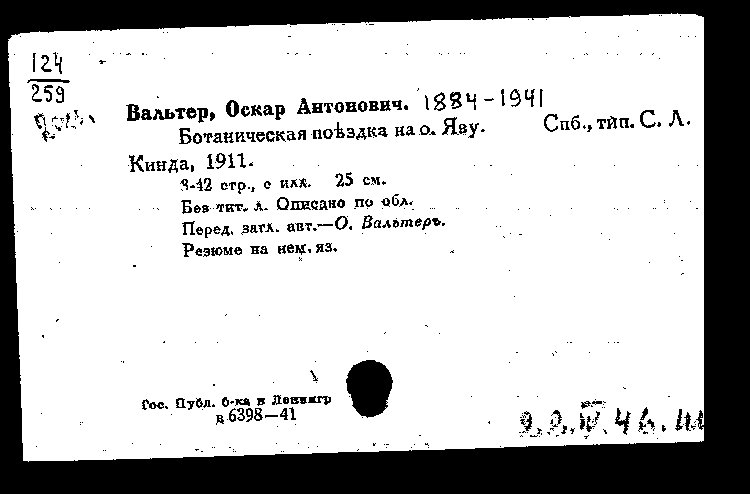 124
259
Вальтер, Оскар Антонович. 1884-1941
Ботаническая поѣздка на о. Яву. Спб., тип. С. Л.
Кинда, 1911.
3-42 стр., с илл. 25 см.
Без тит. л. Описано по обл.
Перед. загл. авт.—О. Вальтеръ.
Резюме на нем. яз.
Гос. Публ. б-ка в Ленингр
в 6398—41